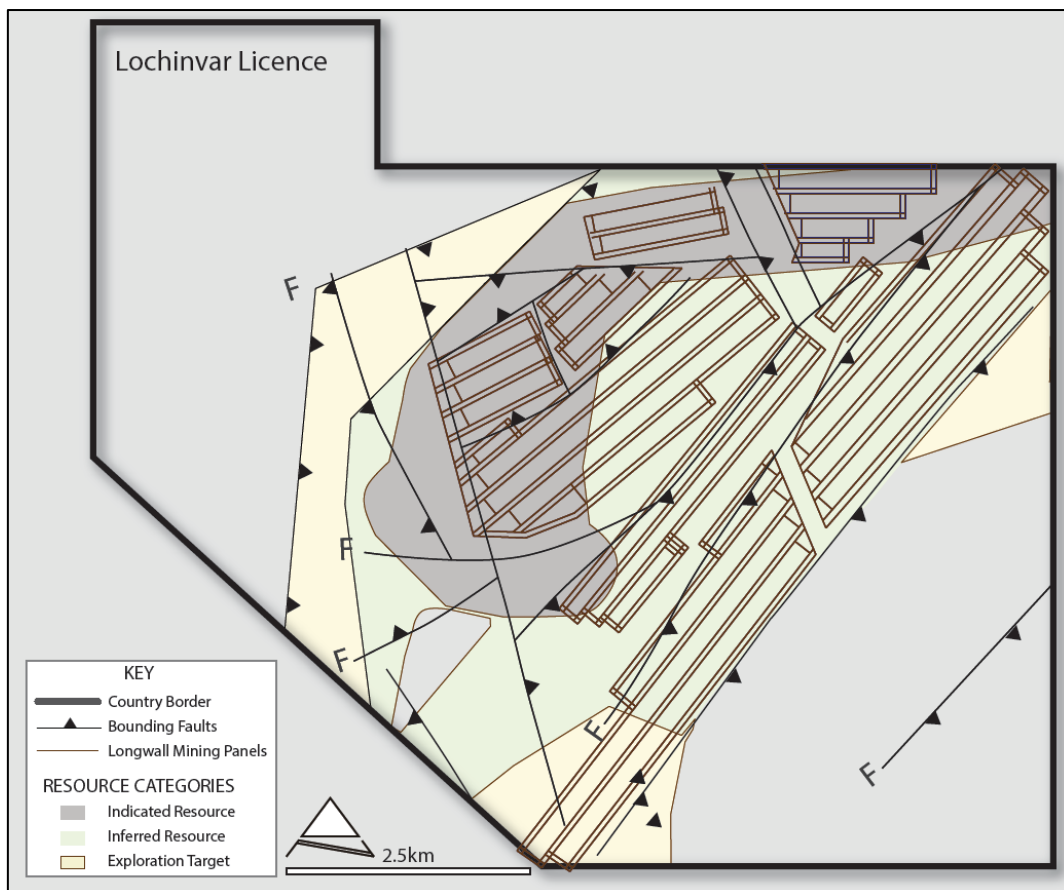 Lochinvar Licence
F
F
F
F
F
KEY
Country Border
Bounding Faults
Longwall Mining Panels
RESOURCE CATEGORIES
Indicated Resource
Inferred Resource
Exploration Target
2.5km